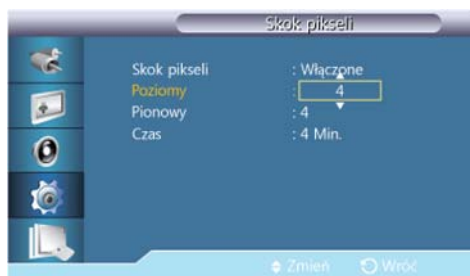 Skok pikseli
Skok pikseli : Włączone
Poziomy : 4
Pionowy : 4
Czas : 4 Min.
Zmień Wróć